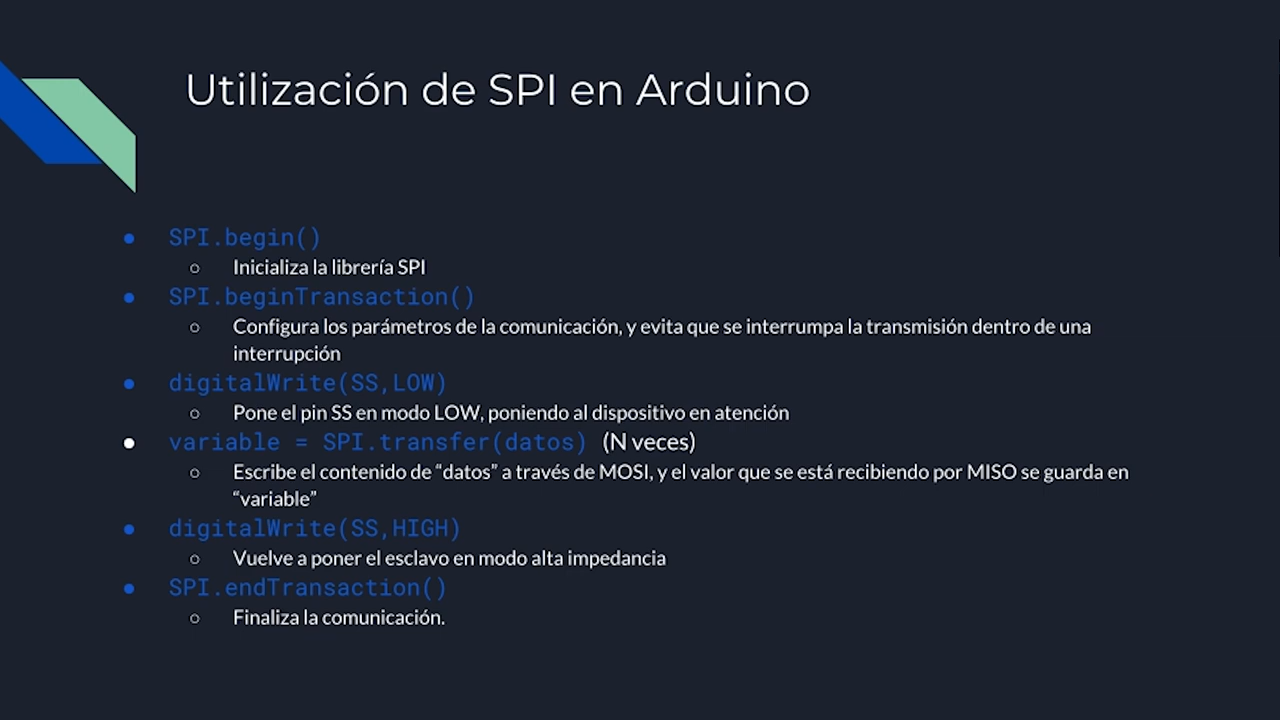 Utilización de SPI en Arduino
SPI.begin()
Inicializa la librería SPI
SPI.beginTransaction()
Configura los parámetros de la comunicación, y evita que se interrumpa la transmisión dentro de una
interrupción
digitalWrite(SS,LOW)
Pone el pin SS en modo LOW, poniendo al dispositivo en atención
variable = SPI.transfer(datos) (N veces)
Escribe el contenido de “datos” a través de MOSI, y el valor que se está recibiendo por MISO se guarda en
“variable”
digitalWrite(SS,HIGH)
Vuelve a poner el esclavo en modo alta impedancia
SPI.endTransaction()
Finaliza la comunicación.